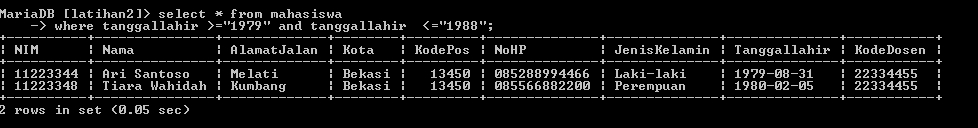 MariaDB [latihan2]> select * from mahasiswa
    -> where tanggallahir >="1979" and tanggallahir  <="1988";
+----------+---------------+-------------+--------+---------+--------------+--------------+--------------+-----------+
¦ NIM      ¦ Nama          ¦ AlamatJalan ¦ Kota   ¦ KodePos ¦ NoHP         ¦ JenisKelamin ¦ Tanggallahir ¦ KodeDosen ¦
+----------+---------------+-------------+--------+---------+--------------+--------------+--------------+-----------+
¦ 11223344 ¦ Ari Santoso   ¦ Melati      ¦ Bekasi ¦   13450 ¦ 085288994466 ¦ Laki-laki    ¦ 1979-08-31   ¦ 22334455  ¦
¦ 11223348 ¦ Tiara Wahidah ¦ Kumbang     ¦ Bekasi ¦   13450 ¦ 085566882200 ¦ Perempuan    ¦ 1980-02-05   ¦ 22334455  ¦
+----------+---------------+-------------+--------+---------+--------------+--------------+--------------+-----------+
2 rows in set (0.05 sec)